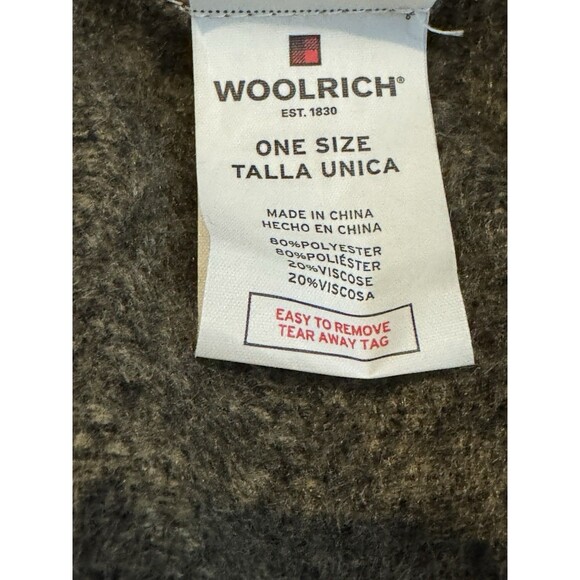 WOOLRICH®
EST. 1830
ONE SIZE
TALLA UNICA
MADE IN CHINA
HECHO EN CHINA
80%POLYESTER
80%POLIÉSTER
20%VISCOSE
20%VISCOSA
EASY TO REMOVE
TEAR AWAY TAG